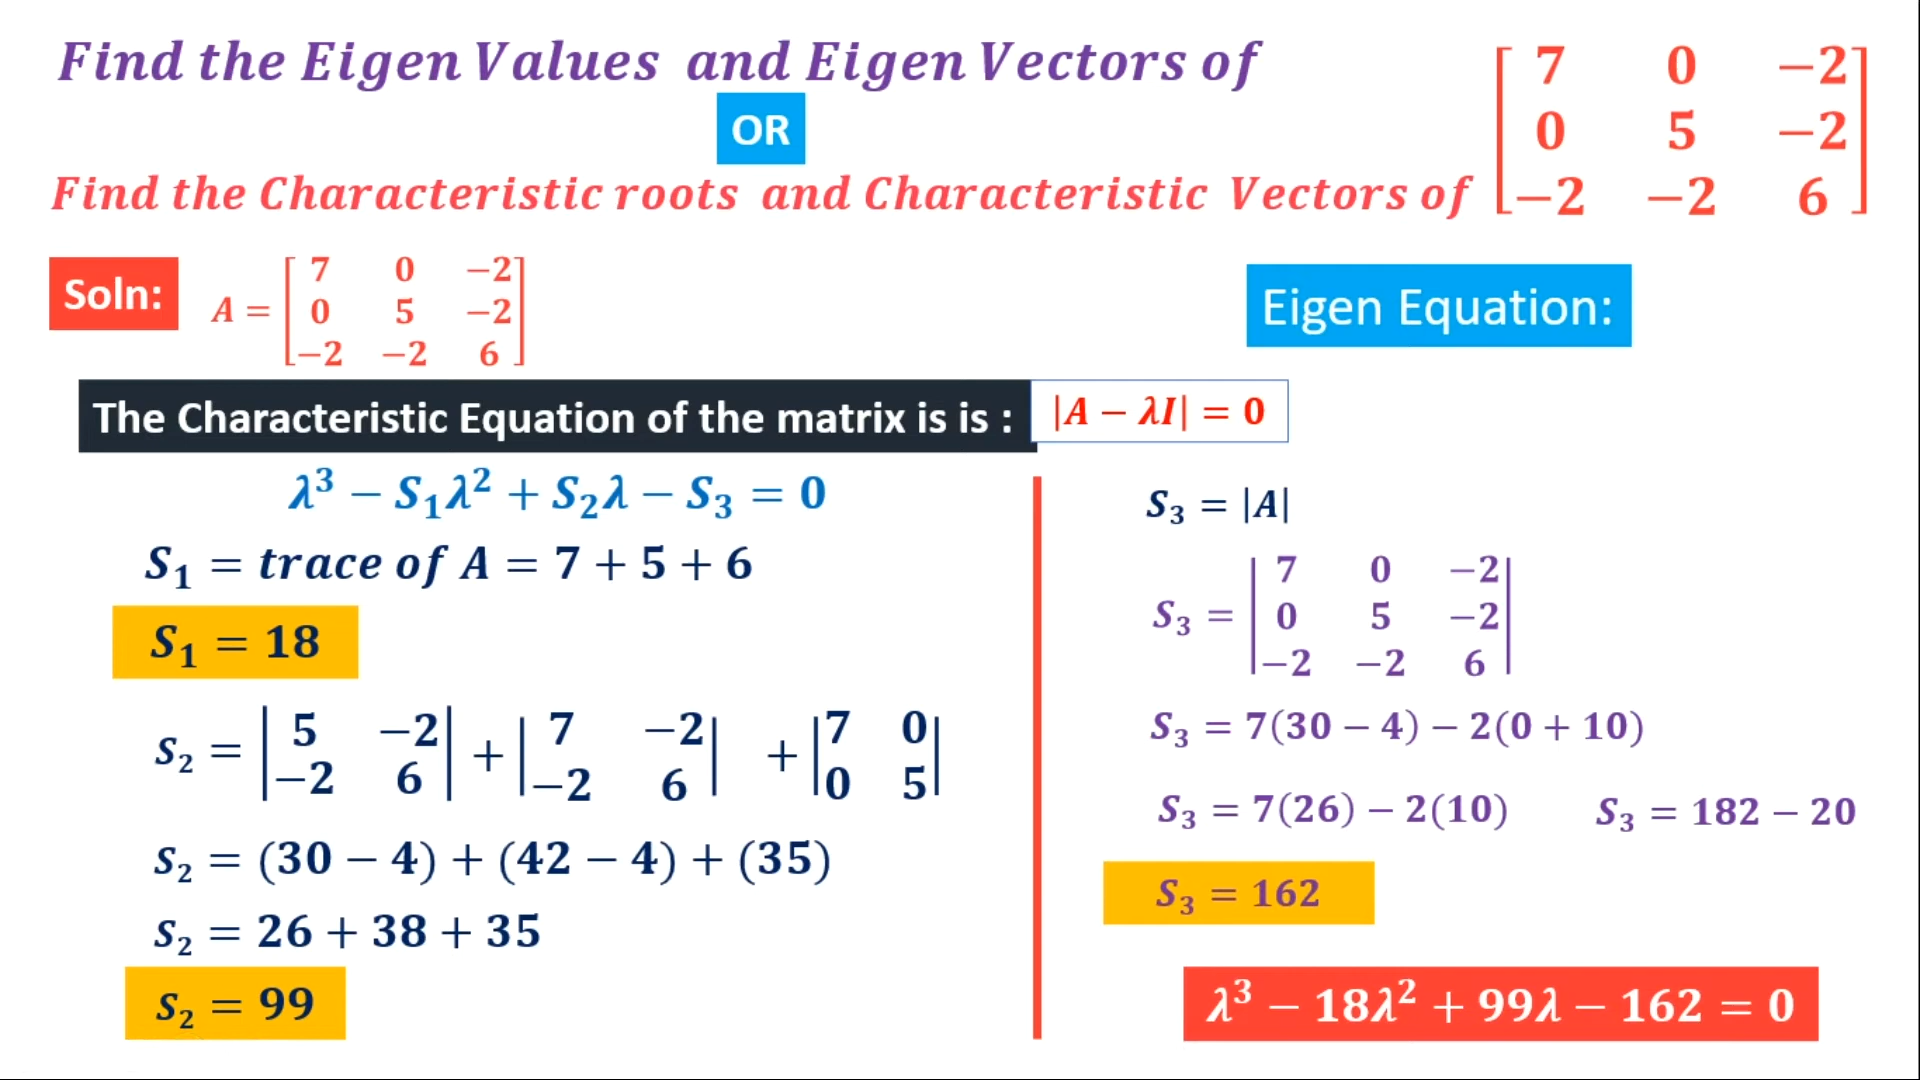 Find the Eigen Values and Eigen Vectors of
OR
Find the Characteristic roots and Characteristic Vectors of
7 0 −2
0 5 −2
−2 −2 6
Soln:
A =
7 0 −2
0 5 −2
−2 −2 6
Eigen Equation:
The Characteristic Equation of the matrix is is : |A − λI| = 0
λ³ − S₁λ² + S₂λ − S₃ = 0
S₁ = trace of A = 7 + 5 + 6
S₁ = 18
S₂ = |5 −2| + |7 −2| + |7 0|
|−2 6| |−2 6| |0 5|
S₂ = (30 − 4) + (42 − 4) + (35)
S₂ = 26 + 38 + 35
S₂ = 99
S₃ = |A|
S₃ =
7 0 −2
0 5 −2
−2 −2 6
S₃ = 7(30 − 4) − 2(0 + 10)
S₃ = 7(26) − 2(10) S₃ = 182 − 20
S₃ = 162
λ³ − 18λ² + 99λ − 162 = 0